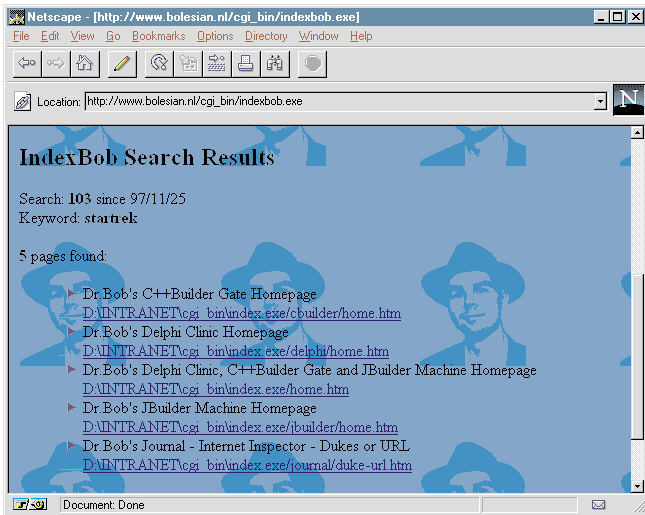 Netscape - [http://www.bolesian.nl/cgi_bin/indexbob.exe]
File Edit View Go Bookmarks Options Directory Window Help
Location: http://www.bolesian.nl/cgi_bin/indexbob.exe
N
IndexBob Search Results
Search: 103 since 97/11/25
Keyword: startrek
5 pages found:
Dr.Bob's C++Builder Gate Homepage
D:\INTRANET\cgi_bin\index.exe/cbuilder/home.htm
Dr.Bob's Delphi Clinic Homepage
D:\INTRANET\cgi_bin\index.exe/delphi/home.htm
Dr.Bob's Delphi Clinic, C++Builder Gate and JBuilder Machine Homepage
D:\INTRANET\cgi_bin\index.exe/home.htm
Dr.Bob's JBuilder Machine Homepage
D:\INTRANET\cgi_bin\index.exe/jbuilder/home.htm
Dr.Bob's Journal - Internet Inspector - Dukes or URL
D:\INTRANET\cgi_bin\index.exe/journal/duke-url.htm
Document: Done